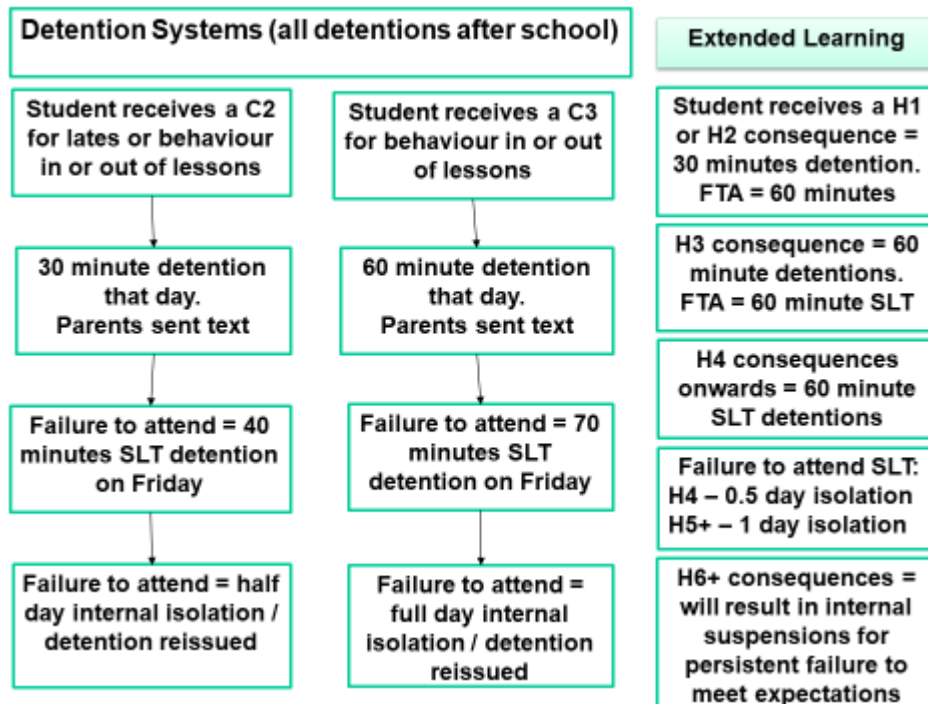 Detention Systems (all detentions after school)
Student receives a C2
for lates or behaviour
in or out of lessons
30 minute detention
that day.
Parents sent text
Failure to attend = 40
minutes SLT detention
on Friday
Failure to attend = half
day internal isolation /
detention reissued
Student receives a C3
for behaviour in or out
of lessons
60 minute detention
that day.
Parents sent text
Failure to attend = 70
minutes SLT
detention on Friday
Failure to attend =
full day internal
isolation / detention
reissued
Extended Learning
Student receives a H1
or H2 consequence =
30 minutes detention.
FTA = 60 minutes
H3 consequence = 60
minute detentions.
FTA = 60 minute SLT
H4 consequences
onwards = 60 minute
SLT detentions
Failure to attend SLT:
H4 – 0.5 day isolation
H5+ – 1 day isolation
H6+ consequences =
will result in internal
suspensions for
persistent failure to
meet expectations